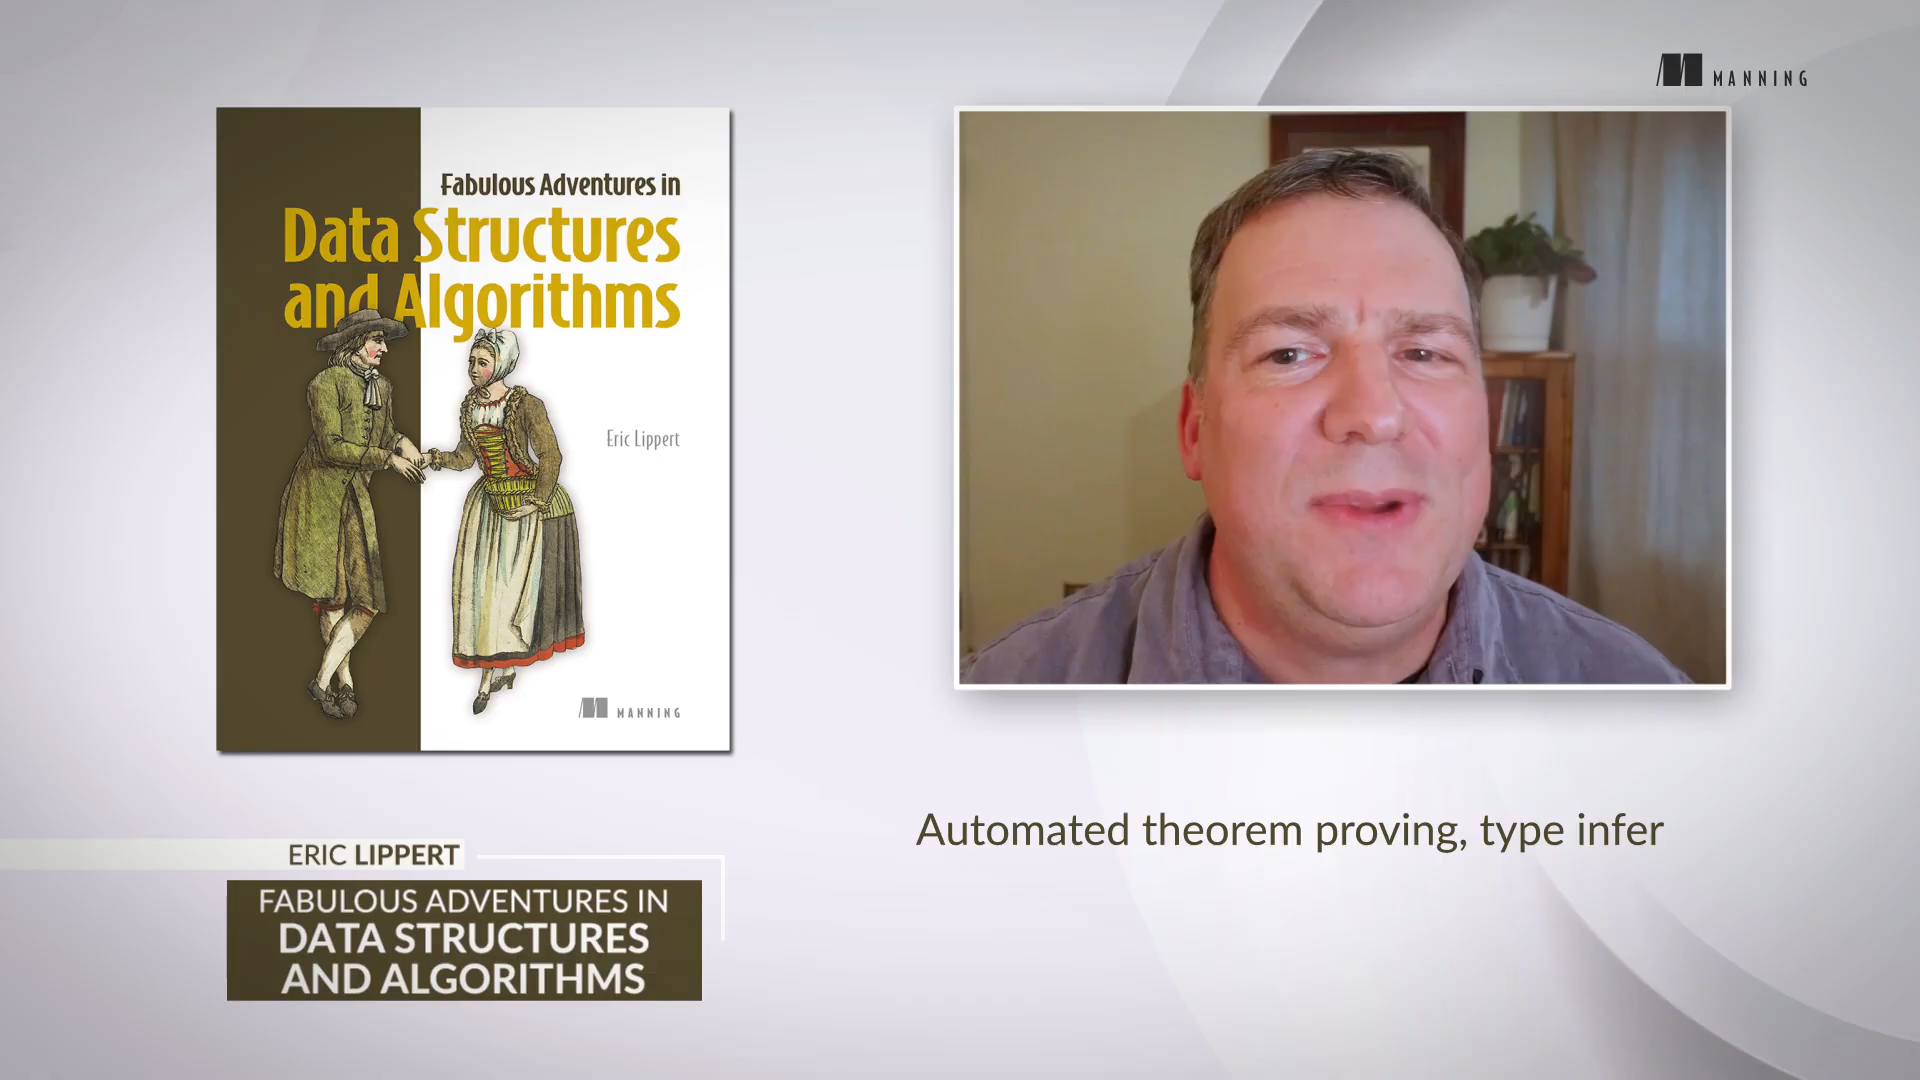 MANNING
Fabulous Adventures in
Data Structures
and Algorithms
Eric Lippert
MANNING
Automated theorem proving, type infer
ERIC LIPPERT
FABULOUS ADVENTURES IN
DATA STRUCTURES
AND ALGORITHMS